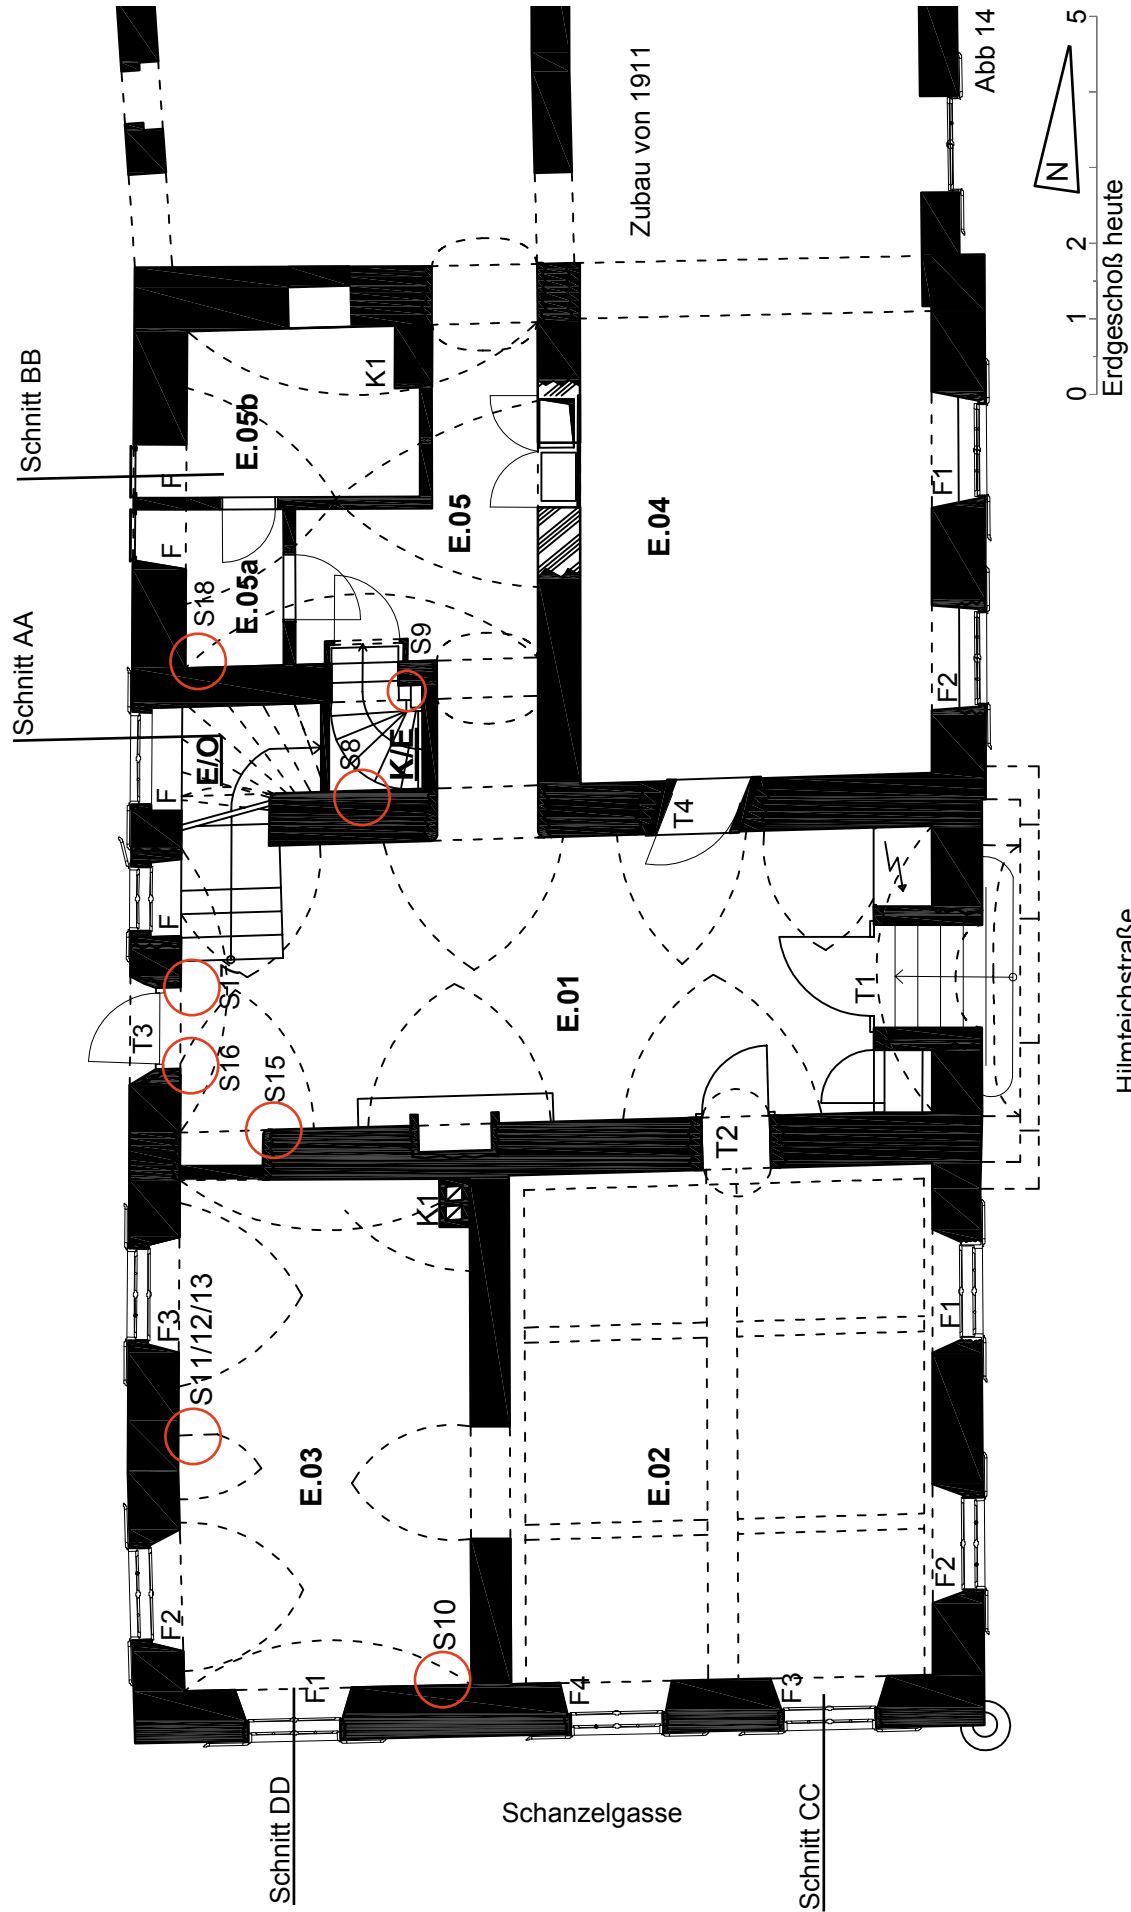 Abb 14
5
2
1
0
N
Erdgeschoß heute
Zubau von 1911
Schnitt BB
K1
E.05b
F
F
E.05
E.05a
S18
E.04
F1
Schnitt AA
S9
F2
E/O
S8
K/E
F
T4
F
S17
T3
S16
E.01
T1
S15
T2
Hilmteichstraße
K1
F3
S11/12/13
F1
E.03
E.02
F2
F2
S10
F1
F4
F3
Schnitt DD
Schanzelgasse
Schnitt CC